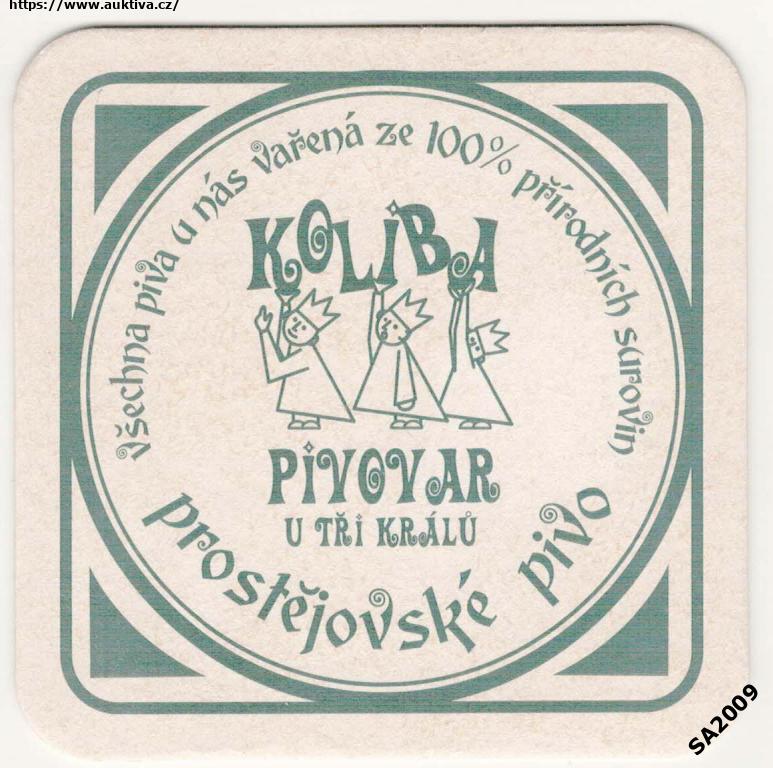 https://www.auktiva.cz/
všechna piva u nás vařená ze 100% přírodních surovin
KOLIBA
PIVOVAR
U TŘI KRÁLŮ
prostějovské pivo
SA2009